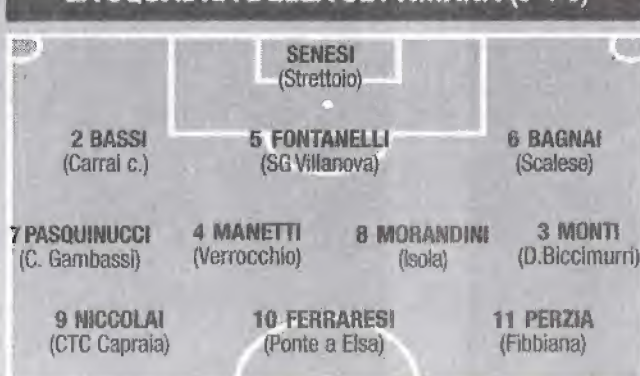 SENESI
(Strettoio)
2 BASSI 5 FONTANELLI 6 BAGNAI
(Carrai c.) (SG Villanova) (Scalese)
7 PASQUINUCCI 4 MANETTI 8 MORANDINI 3 MONTI
(C. Gambassi) (Verrocchio) (Isola) (D.Biccimurri)
9 NICCOLAI 10 FERRARESI 11 PERZIA
(CTC Capraia) (Ponte a Elsa) (Fibbiana)